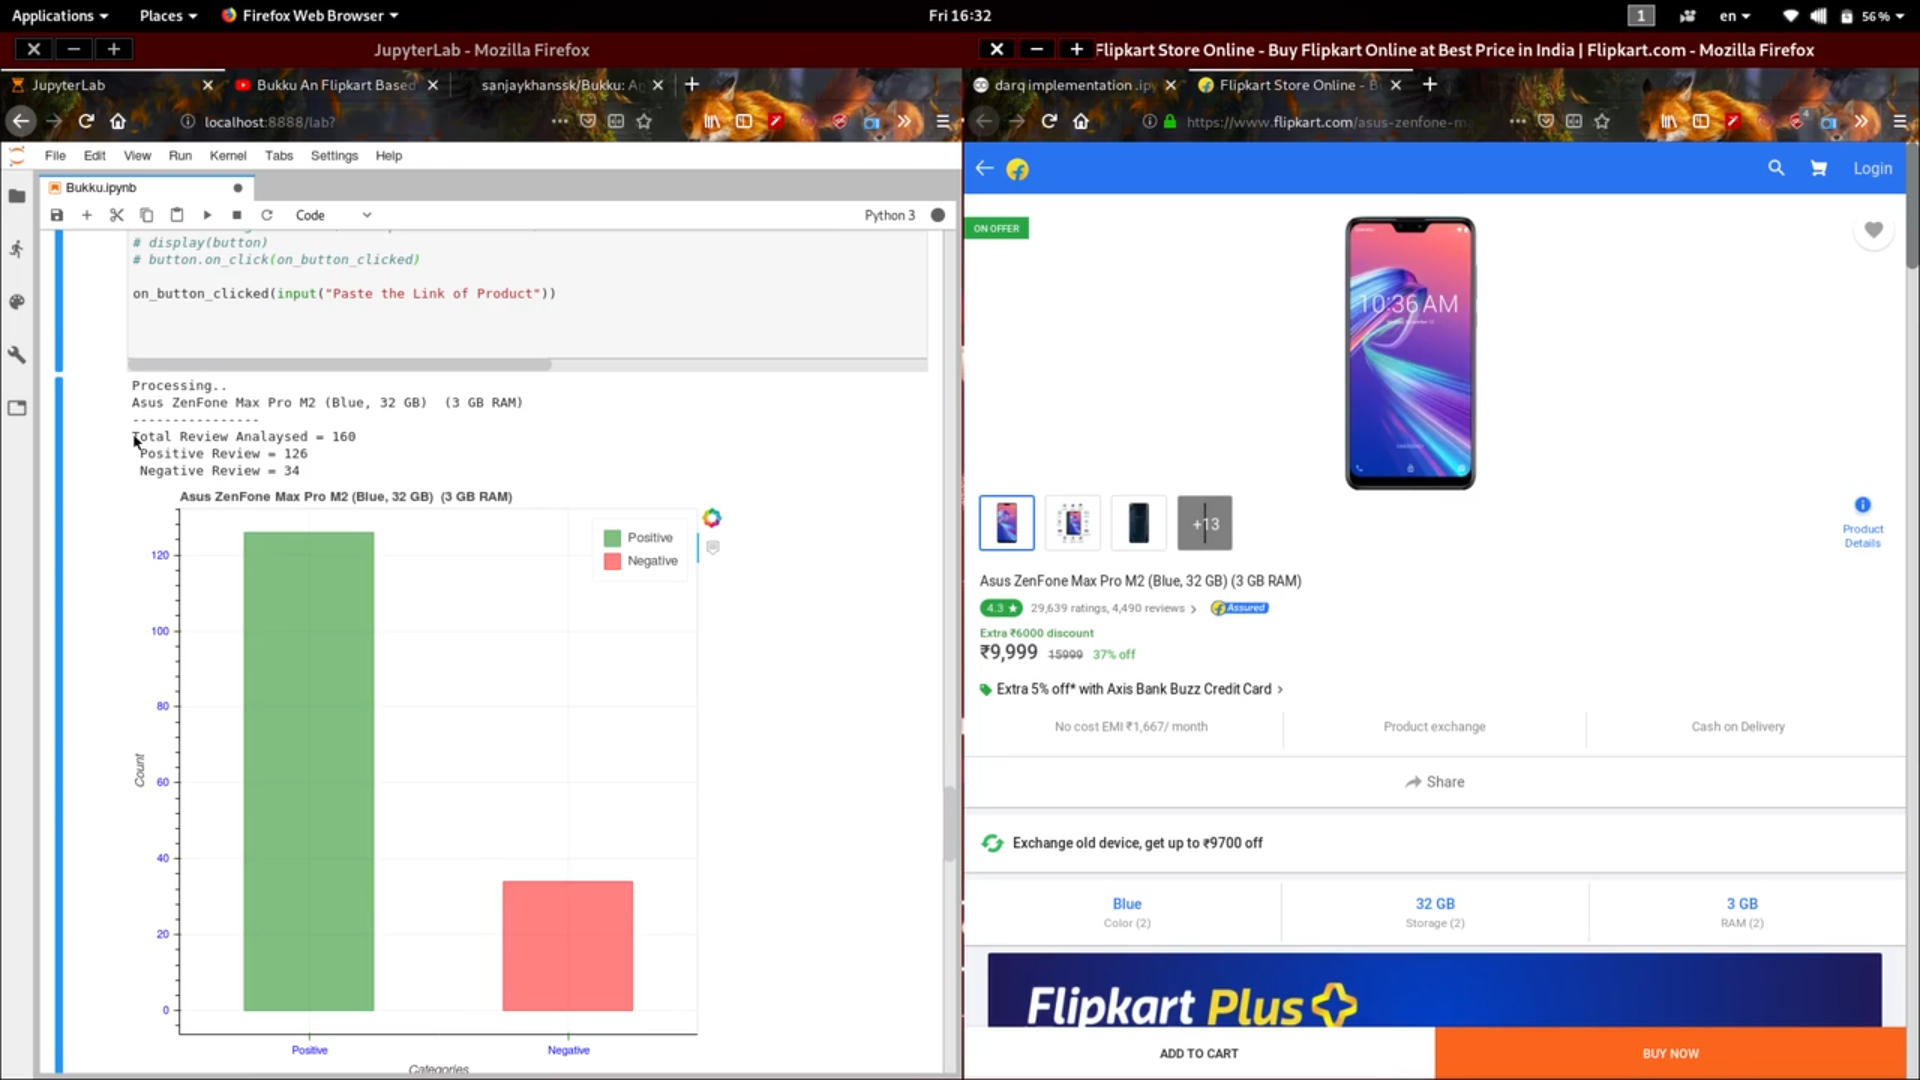 Applications Places Firefox Web Browser Fri 16:32 1 en 56 %
JupyterLab - Mozilla Firefox
JupyterLab Bukku An Flipkart Based sanjaykhanssk/Bukku: An
localhost:8888/lab?
File Edit View Run Kernel Tabs Settings Help
Bukku.ipynb
Code Python 3
# display(button)
# button.on_click(on_button_clicked)
on_button_clicked(input("Paste the Link of Product"))
Processing..
Asus ZenFone Max Pro M2 (Blue, 32 GB) (3 GB RAM)
----------------
Total Review Analaysed = 160
Positive Review = 126
Negative Review = 34
Asus ZenFone Max Pro M2 (Blue, 32 GB) (3 GB RAM)
Positive
Negative
120
100
80
60
40
20
0
Count
Positive Negative
Categories
Flipkart Store Online - Buy Flipkart Online at Best Price in India | Flipkart.com - Mozilla Firefox
darq implementation .ipy Flipkart Store Online - B
https://www.flipkart.com/asus-zenfone-ma
Login
ON OFFER
10:36 AM
+13
Product
Details
Asus ZenFone Max Pro M2 (Blue, 32 GB) (3 GB RAM)
4.3 ★ 29,639 ratings, 4,490 reviews Assured
Extra ₹6000 discount
₹9,999 15999 37% off
Extra 5% off* with Axis Bank Buzz Credit Card
No cost EMI ₹1,667/ month Product exchange Cash on Delivery
Share
Exchange old device, get up to ₹9700 off
Blue 32 GB 3 GB
Color (2) Storage (2) RAM (2)
Flipkart Plus
ADD TO CART BUY NOW